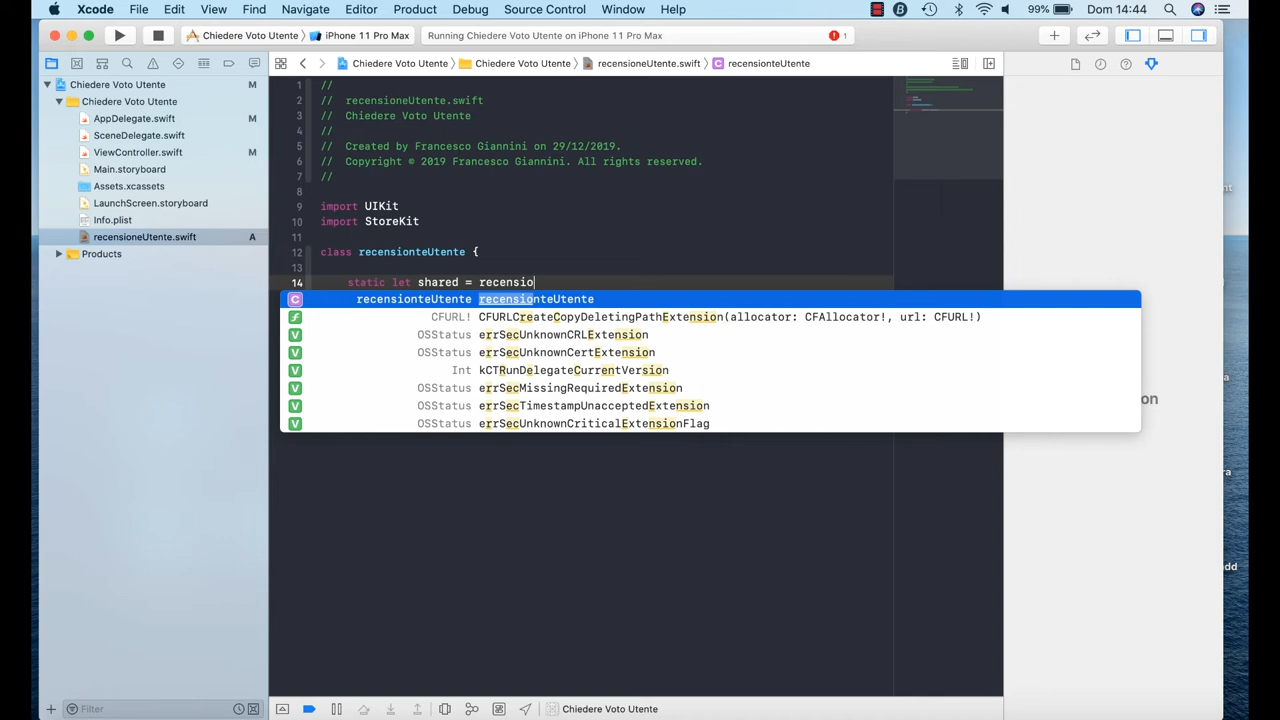 Xcode File Edit View Find Navigate Editor Product Debug Source Control Window Help 99% Dom 14:44
Chiedere Voto Utente iPhone 11 Pro Max Running Chiedere Voto Utente on iPhone 11 Pro Max 1
Chiedere Voto Utente Chiedere Voto Utente recensioneUtente.swift recensionteUtente
Chiedere Voto Utente
Chiedere Voto Utente
AppDelegate.swift M
SceneDelegate.swift
ViewController.swift M
Main.storyboard
Assets.xcassets
LaunchScreen.storyboard
Info.plist
recensioneUtente.swift A
Products
1 //
2 // recensioneUtente.swift
3 // Chiedere Voto Utente
4 //
5 // Created by Francesco Giannini on 29/12/2019.
6 // Copyright © 2019 Francesco Giannini. All rights reserved.
7 //
8
9 import UIKit
10 import StoreKit
11
12 class recensionteUtente {
13
14 static let shared = recensio
C recensionteUtente recensionteUtente
f CFURL! CFURLCreateCopyDeletingPathExtension(allocator: CFAllocator!, url: CFURL!)
V OSStatus errSecUnknownCRLExtension
V OSStatus errSecUnknownCertExtension
V Int kCTRunDelegateCurrentVersion
V OSStatus errSecMissingRequiredExtension
V OSStatus errSecTimestampUnacceptedExtension
V OSStatus errSecUnknownCriticalExtensionFlag
Filter
Chiedere Voto Utente